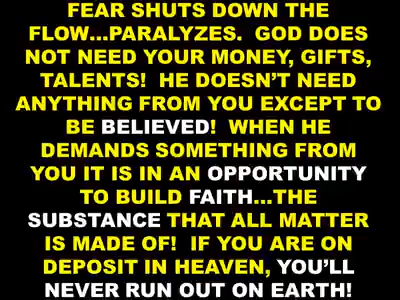 FEAR SHUTS DOWN THE
FLOW...PARALYZES.  GOD DOES
NOT NEED YOUR MONEY, GIFTS,
TALENTS!  HE DOESN'T NEED
ANYTHING FROM YOU EXCEPT TO
BE BELIEVED!  WHEN HE
DEMANDS SOMETHING FROM
YOU IT IS IN AN OPPORTUNITY
TO BUILD FAITH...THE
SUBSTANCE THAT ALL MATTER
IS MADE OF!  IF YOU ARE ON
DEPOSIT IN HEAVEN, YOU'LL
NEVER RUN OUT ON EARTH!